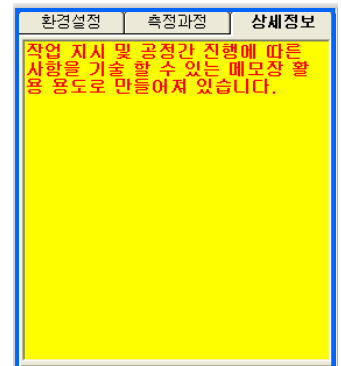 환경설정 측정과정 상세정보
작업 지시 및 공정간 진행에 따른
사항을 기술 할 수 있는 메모장 활
용 용도로 만들어져 있습니다.